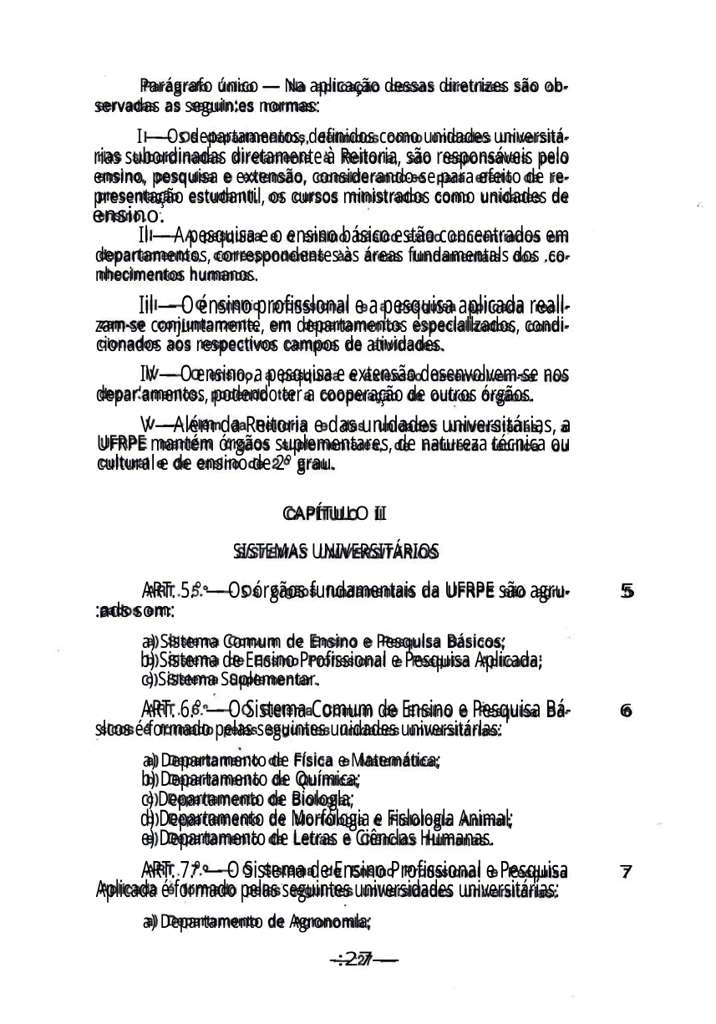 Parágrafo único — Na aplicação dessas diretrizes são ob-
servadas as seguintes normas:
I — Os departamentos, definidos como unidades universitá-
rias subordinadas diretamente à Reitoria, são responsáveis pelo
ensino, pesquisa e extensão, considerando-se para efeito de re-
presentação estudantil, os cursos ministrados como unidades de
ensino.
II — A pesquisa e o ensino básico estão concentrados em
departamentos, correspondentes às áreas fundamentais dos co-
nhecimentos humanos.
III — O ensino profissional e a pesquisa aplicada reali-
zam-se conjuntamente, em departamentos especializados, condi-
cionados aos respectivos campos de atividades.
IV — O ensino, a pesquisa e extensão desenvolvem-se nos
departamentos, podendo ter a cooperação de outros órgãos.
V — Além da Reitoria e das unidades universitárias, a
UFRPE mantém órgãos suplementares, de natureza técnica ou
cultural e de ensino de 2º grau.
CAPÍTULO II
SISTEMAS UNIVERSITÁRIOS
ART. 5.º — Os órgãos fundamentais da UFRPE são agru- 5
pados em:
a) Sistema Comum de Ensino e Pesquisa Básicos;
b) Sistema de Ensino Profissional e Pesquisa Aplicada;
c) Sistema Suplementar.
ART. 6.º — O Sistema Comum de Ensino e Pesquisa Bá- 6
sicos é formado pelas seguintes unidades universitárias:
a) Departamento de Física e Matemática;
b) Departamento de Química;
c) Departamento de Biologia;
d) Departamento de Morfologia e Fisiologia Animal;
e) Departamento de Letras e Ciências Humanas.
ART. 7.º — O Sistema de Ensino Profissional e Pesquisa 7
Aplicada é formado pelas seguintes universidades universitárias:
a) Departamento de Agronomia;
— 27 —